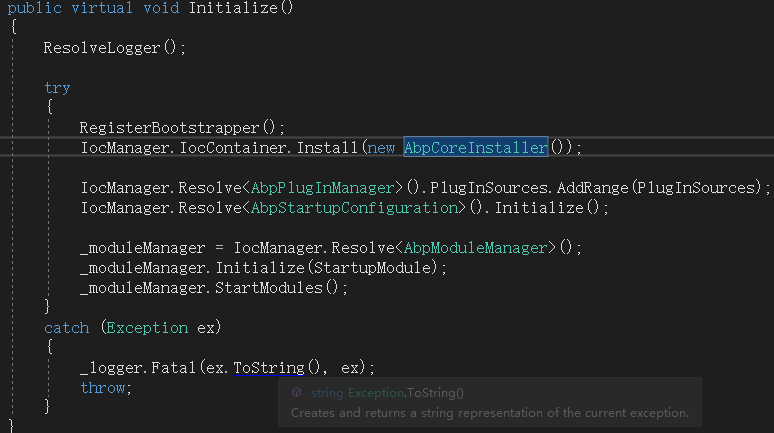 public virtual void Initialize()
{
ResolveLogger();
try
{
RegisterBootstrapper();
IocManager.IocContainer.Install(new AbpCoreInstaller());
IocManager.Resolve<AbpPlugInManager>().PlugInSources.AddRange(PlugInSources);
IocManager.Resolve<AbpStartupConfiguration>().Initialize();
_moduleManager = IocManager.Resolve<AbpModuleManager>();
_moduleManager.Initialize(StartupModule);
_moduleManager.StartModules();
}
catch (Exception ex)
{
_logger.Fatal(ex.ToString(), ex);
throw;
string Exception.ToString()
Creates and returns a string representation of the current exception.
}
}